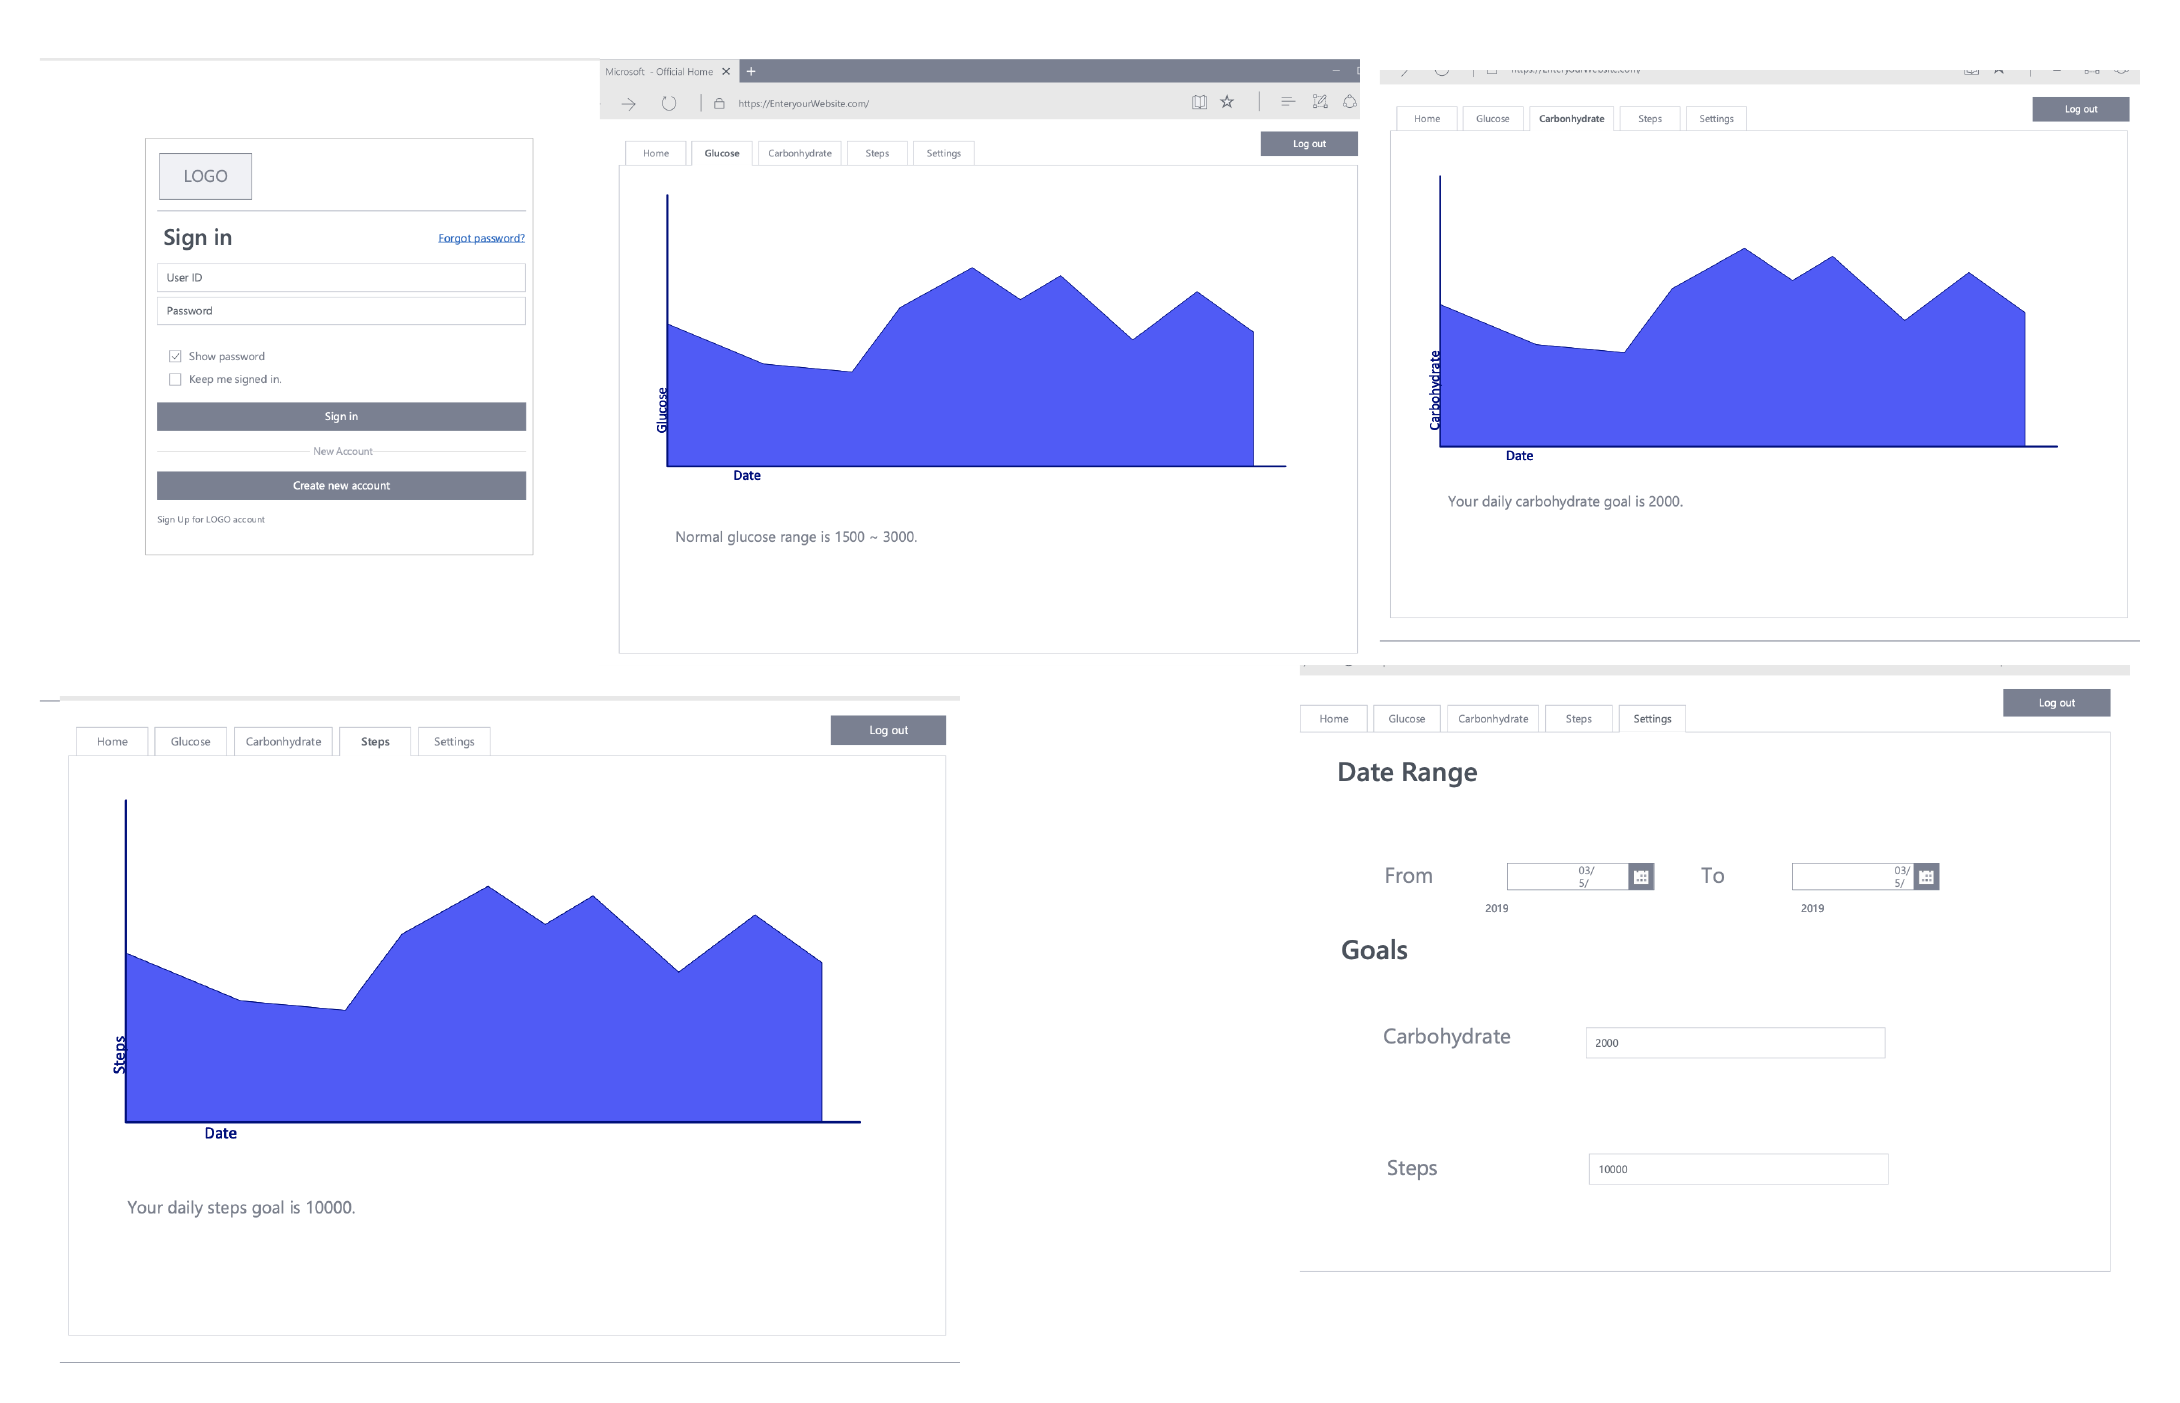 LOGO
Sign in
Forgot password?
User ID
Password
Show password
Keep me signed in.
Sign in
New Account
Create new account
Sign Up for LOGO account
Microsoft - Official Home
https://EnteryourWebsite.com/
Log out
Home Glucose Carbonhydrate Steps Settings
Glucose
Date
Normal glucose range is 1500 ~ 3000.
https://EnteryourWebsite.com/
Log out
Home Glucose Carbonhydrate Steps Settings
Carbohydrate
Date
Your daily carbohydrate goal is 2000.
Log out
Home Glucose Carbonhydrate Steps Settings
Steps
Date
Your daily steps goal is 10000.
Log out
Home Glucose Carbonhydrate Steps Settings
Date Range
From 03/
5/
2019
To 03/
5/
2019
Goals
Carbohydrate 2000
Steps 10000